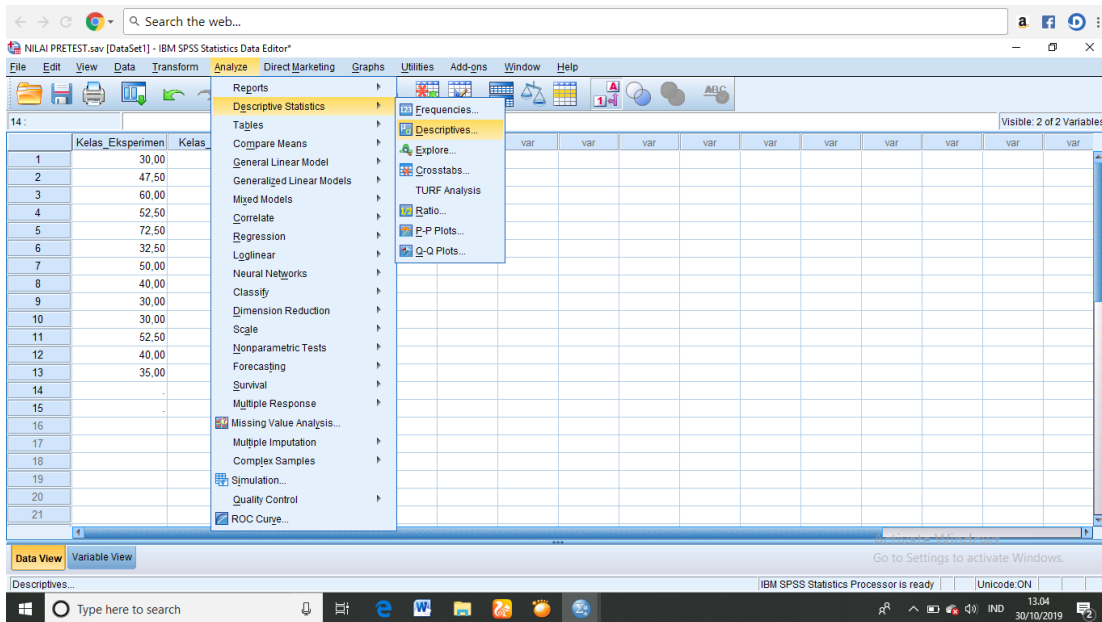 Search the web...
NILAI PRETEST.sav [DataSet1] - IBM SPSS Statistics Data Editor*
File Edit View Data Transform Analyze Direct Marketing Graphs Utilities Add-ons Window Help
14 :
Visible: 2 of 2 Variables
Kelas_Eksperimen Kelas_ var var var var var var var var var var
1 30,00
2 47,50
3 60,00
4 52,50
5 72,50
6 32,50
7 50,00
8 40,00
9 30,00
10 30,00
11 52,50
12 40,00
13 35,00
14 .
15 .
16
17
18
19
20
21
Reports
Descriptive Statistics
Tables
Compare Means
General Linear Model
Generalized Linear Models
Mixed Models
Correlate
Regression
Loglinear
Neural Networks
Classify
Dimension Reduction
Scale
Nonparametric Tests
Forecasting
Survival
Multiple Response
Missing Value Analysis...
Multiple Imputation
Complex Samples
Simulation...
Quality Control
ROC Curve...
Frequencies...
Descriptives...
Explore...
Crosstabs...
TURF Analysis
Ratio...
P-P Plots...
Q-Q Plots...
Data View Variable View
Go to Settings to activate Windows.
Descriptives...
IBM SPSS Statistics Processor is ready Unicode:ON
Type here to search
IND 13.04
30/10/2019